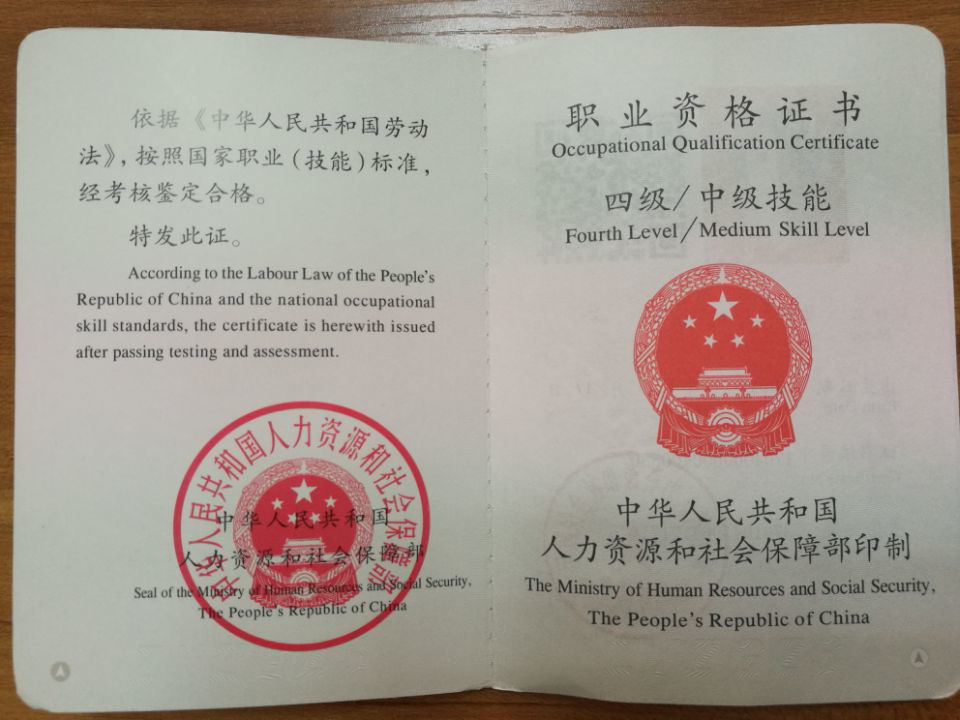 依据《中华人民共和国劳动
法》，按照国家职业（技能）标准，
经考核鉴定合格。
特发此证。
According to the Labour Law of the People's
Republic of China and the national occupational
skill standards, the certificate is herewith issued
after passing testing and assessment.
中华人民共和国人力资源和社会保障部
中华人民共和国
人力资源和社会保障部
Seal of the Ministry of Human Resources and Social Security,
The People's Republic of China
职业资格证书
Occupational Qualification Certificate
四级/中级技能
Fourth Level/Medium Skill Level
中华人民共和国
人力资源和社会保障部印制
The Ministry of Human Resources and Social Security,
The People's Republic of China